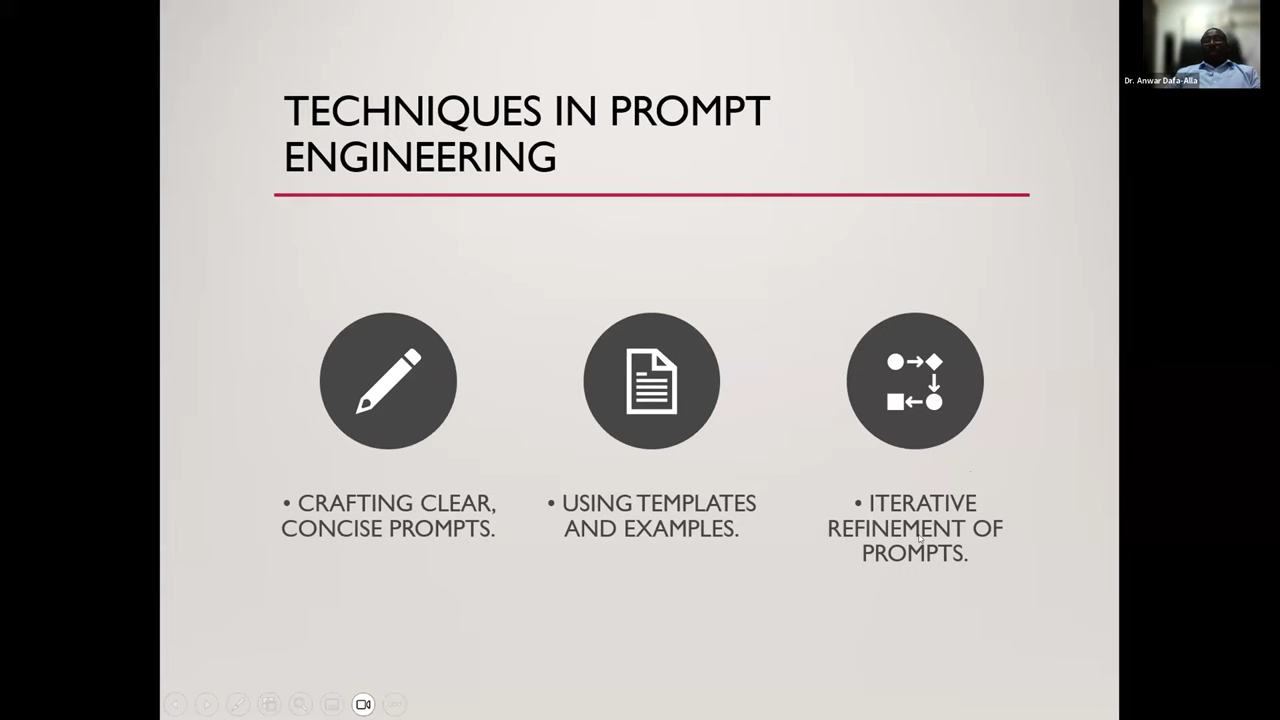 TECHNIQUES IN PROMPT
ENGINEERING
• CRAFTING CLEAR,
CONCISE PROMPTS.
• USING TEMPLATES
AND EXAMPLES.
• ITERATIVE
REFINEMENT OF
PROMPTS.
Dr. Anwar Dafa-Alla